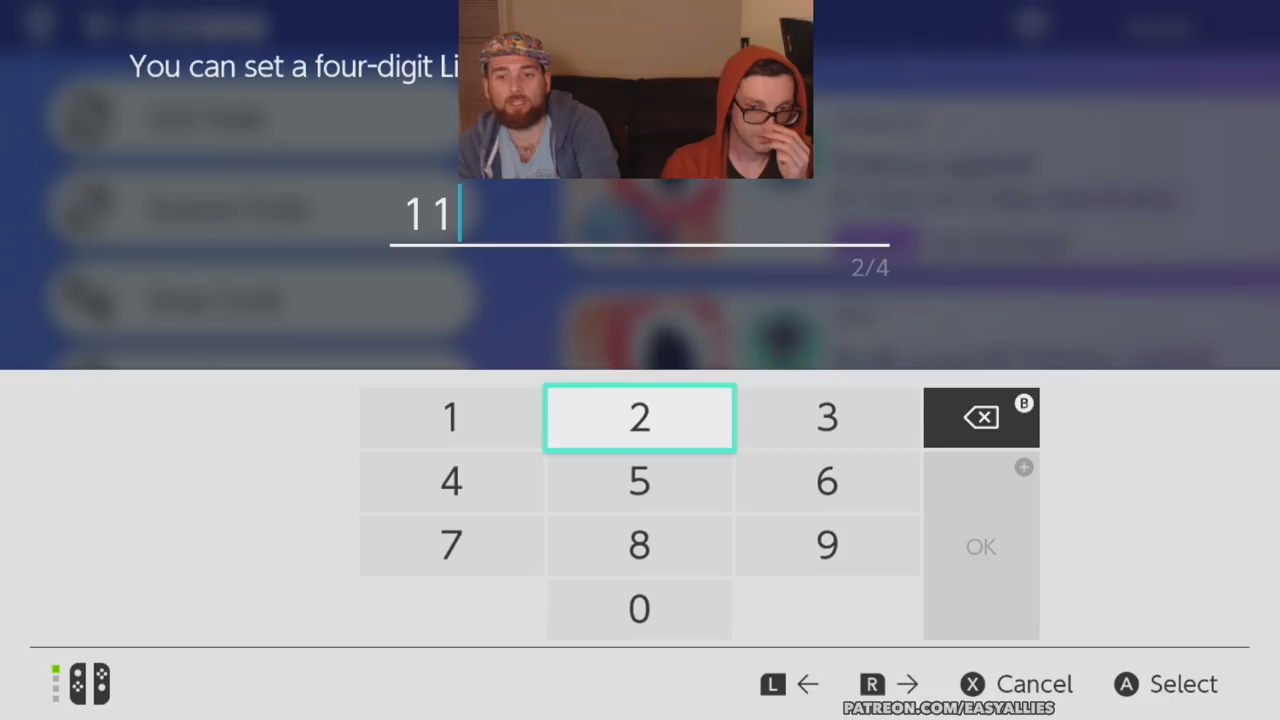 You can set a four-digit Li
11
2/4
1 2 3 B
4 5 6 +
7 8 9 OK
0
L ← R → X Cancel A Select
PATREON.COM/EASYALLIES